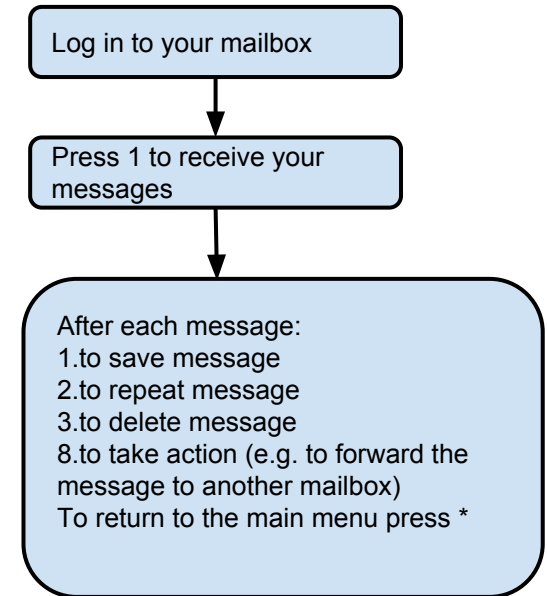 Log in to your mailbox
Press 1 to receive your
messages
After each message:
1.to save message
2.to repeat message
3.to delete message
8.to take action (e.g. to forward the
message to another mailbox)
To return to the main menu press *